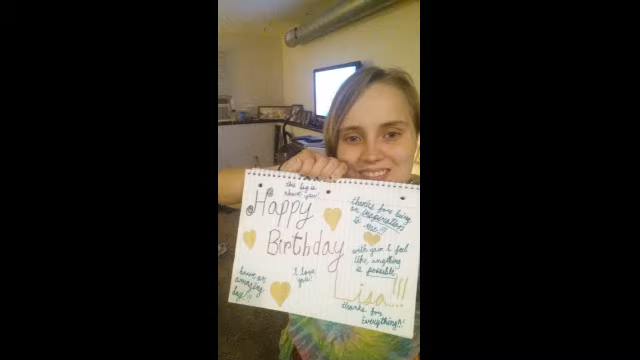 this day is
about you!
Happy
Birthday
thanks for being
an inspiration
to me!!!
with you I feel
like anything
is possible
I love
you!
have an
amazing
day!!!
Lisa...!!!
thanks for
everything!!